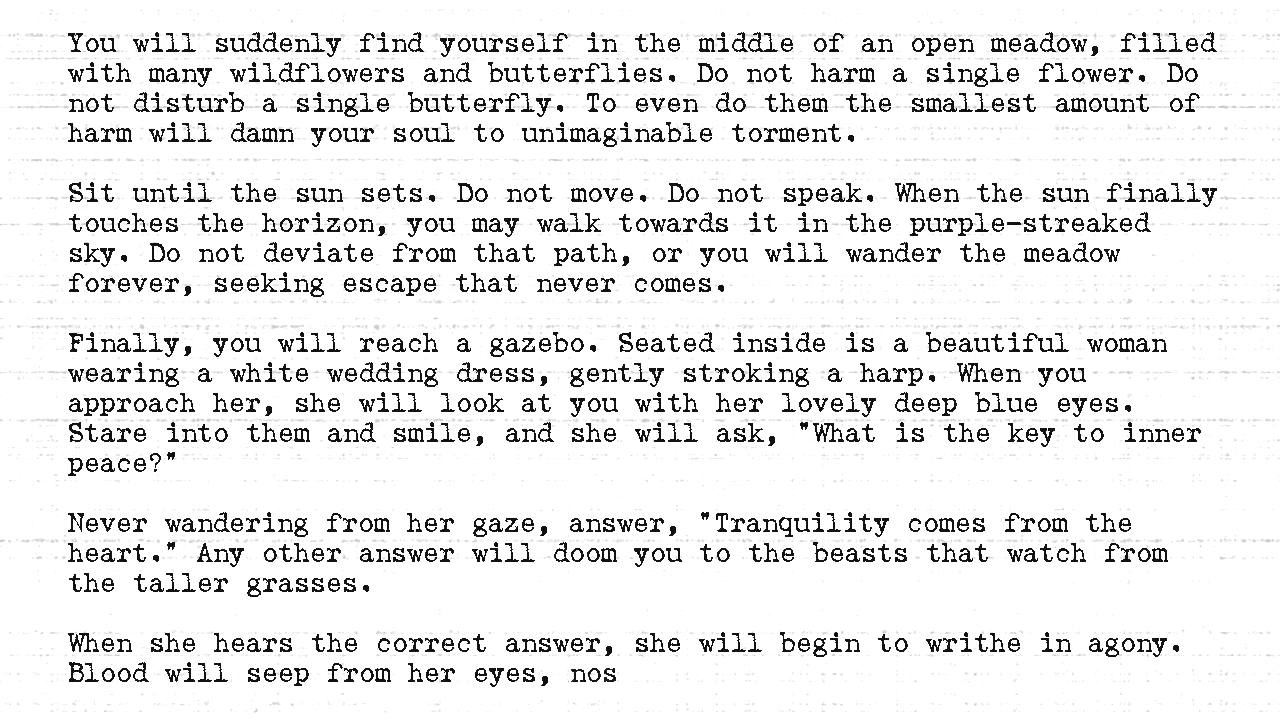 You will suddenly find yourself in the middle of an open meadow, filled
with many wildflowers and butterflies. Do not harm a single flower. Do
not disturb a single butterfly. To even do them the smallest amount of
harm will damn your soul to unimaginable torment.
Sit until the sun sets. Do not move. Do not speak. When the sun finally
touches the horizon, you may walk towards it in the purple-streaked
sky. Do not deviate from that path, or you will wander the meadow
forever, seeking escape that never comes.
Finally, you will reach a gazebo. Seated inside is a beautiful woman
wearing a white wedding dress, gently stroking a harp. When you
approach her, she will look at you with her lovely deep blue eyes.
Stare into them and smile, and she will ask, "What is the key to inner
peace?"
Never wandering from her gaze, answer, "Tranquility comes from the
heart." Any other answer will doom you to the beasts that watch from
the taller grasses.
When she hears the correct answer, she will begin to writhe in agony.
Blood will seep from her eyes, nos